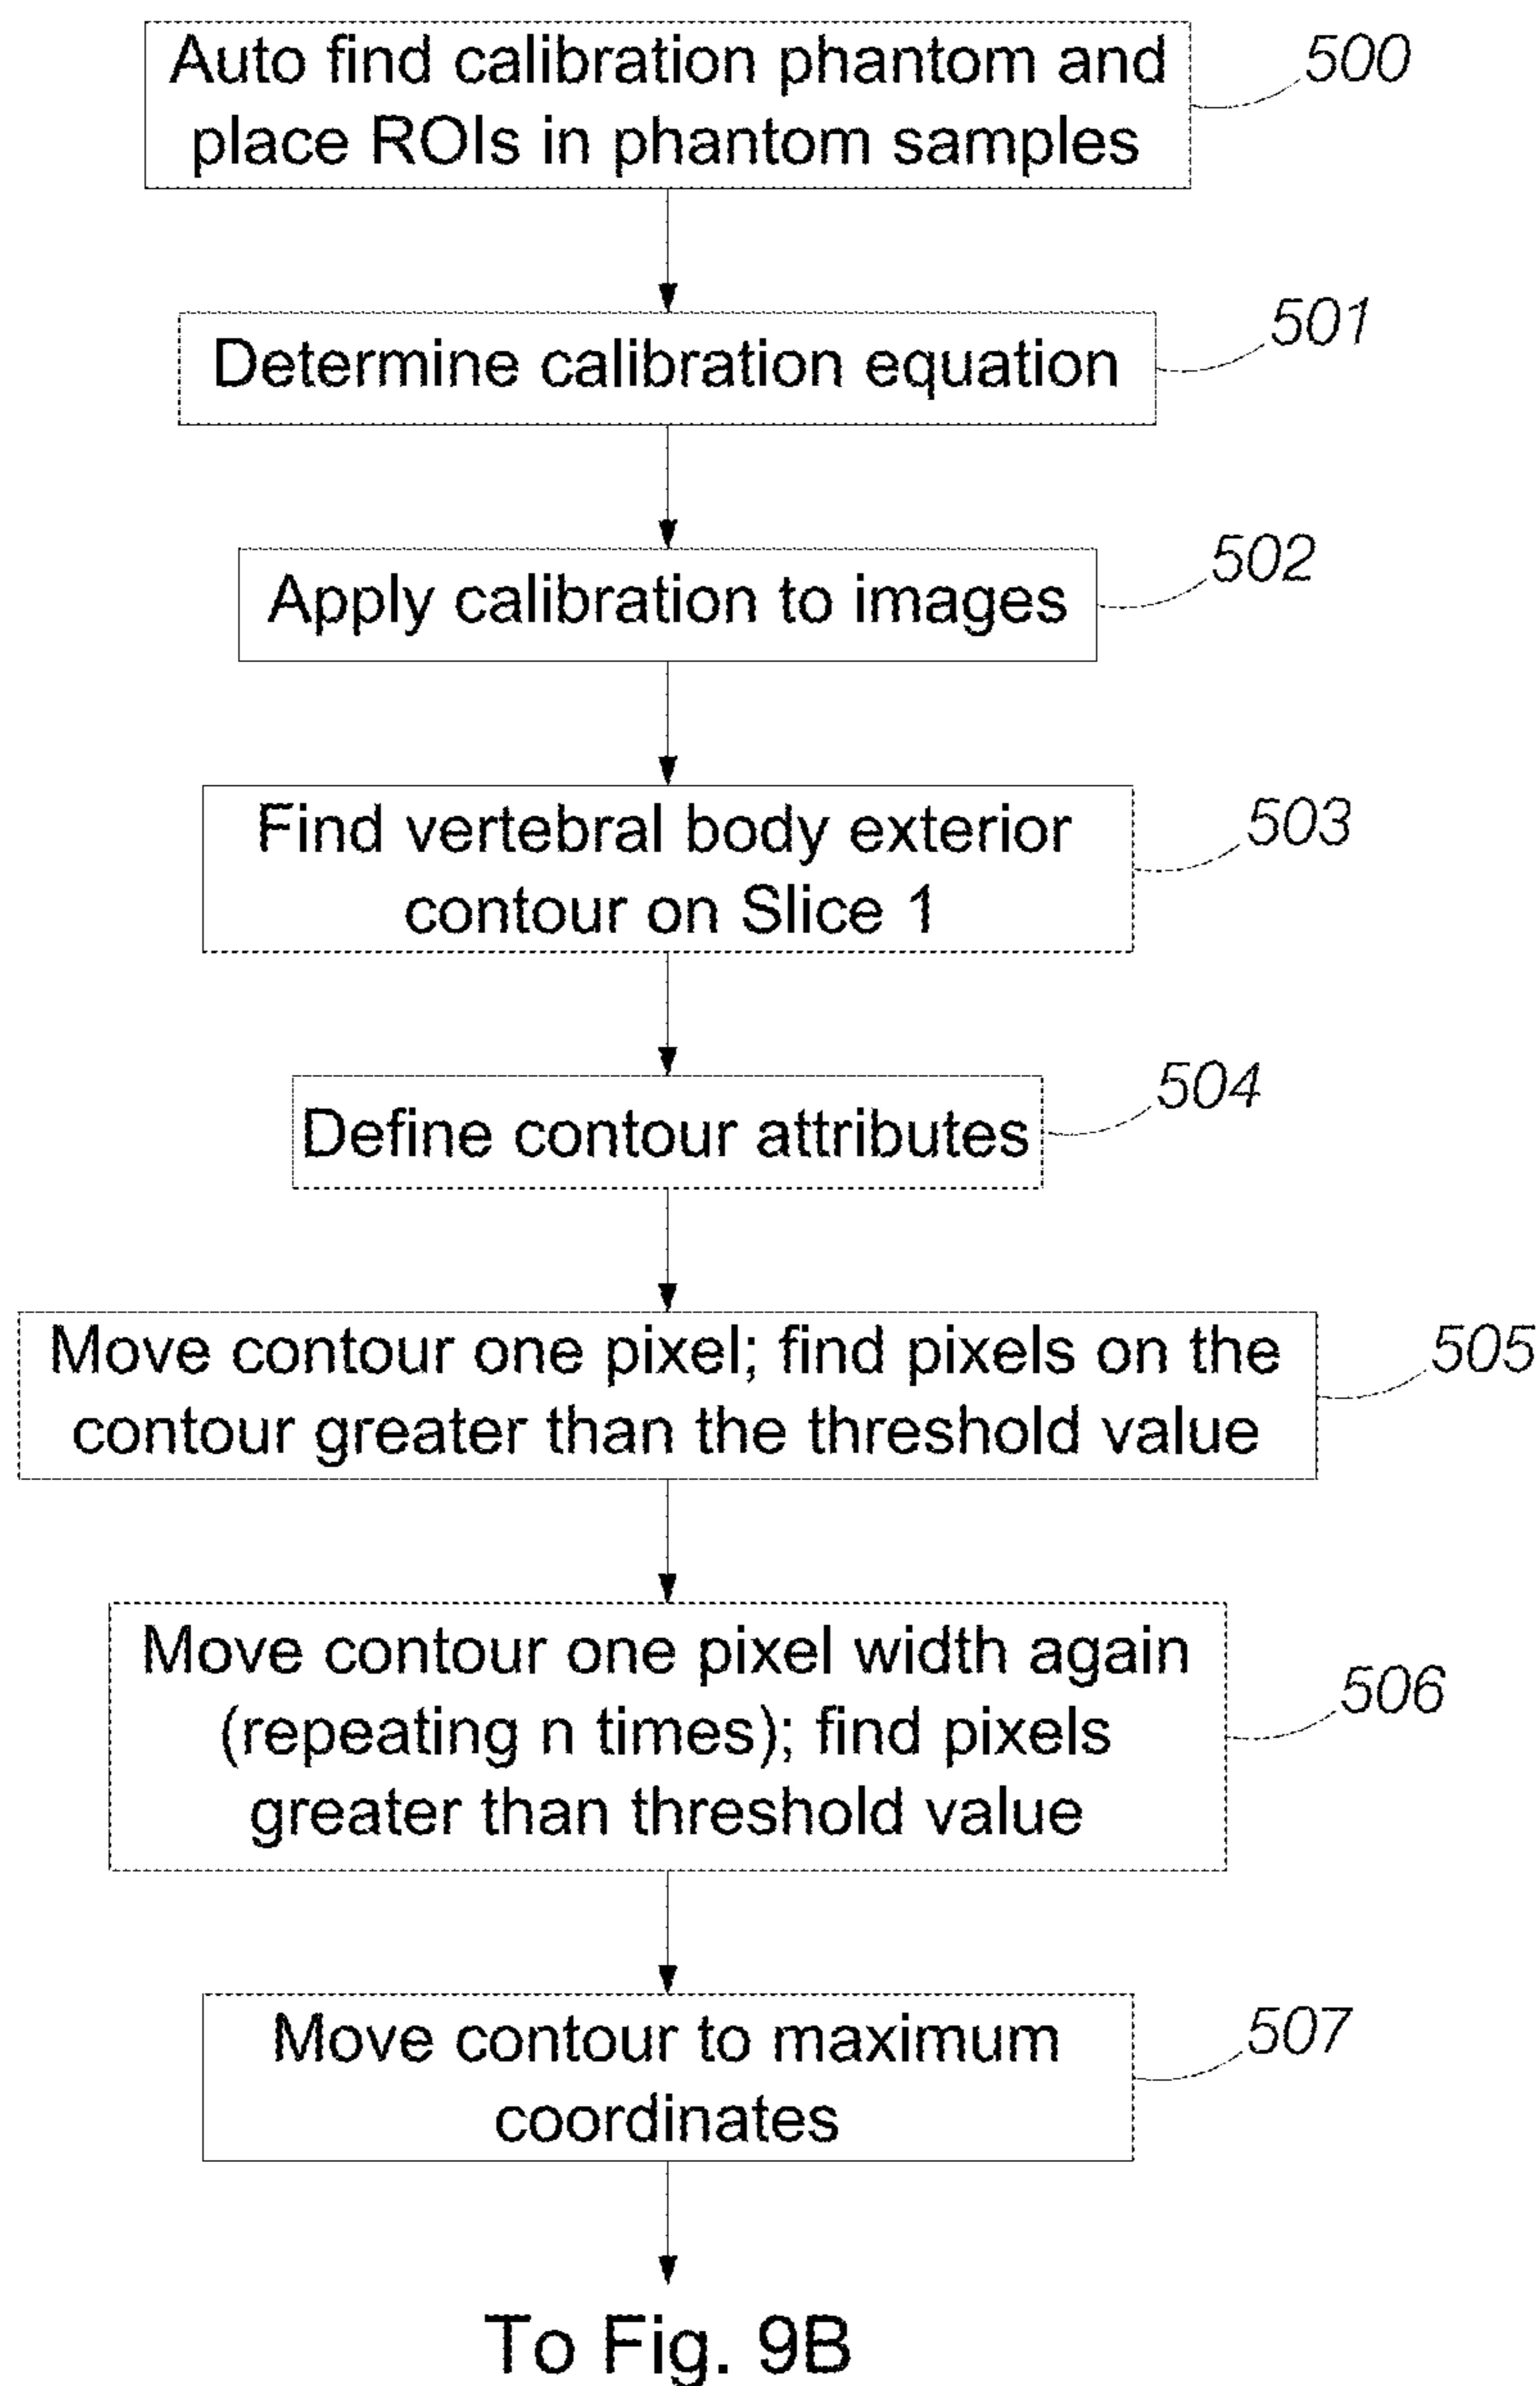 Auto find calibration phantom and
place ROIs in phantom samples
500
Determine calibration equation
501
Apply calibration to images
502
Find vertebral body exterior
contour on Slice 1
503
Define contour attributes
504
Move contour one pixel; find pixels on the
contour greater than the threshold value
505
Move contour one pixel width again
(repeating n times); find pixels
greater than threshold value
506
Move contour to maximum
coordinates
507
To Fig. 9B